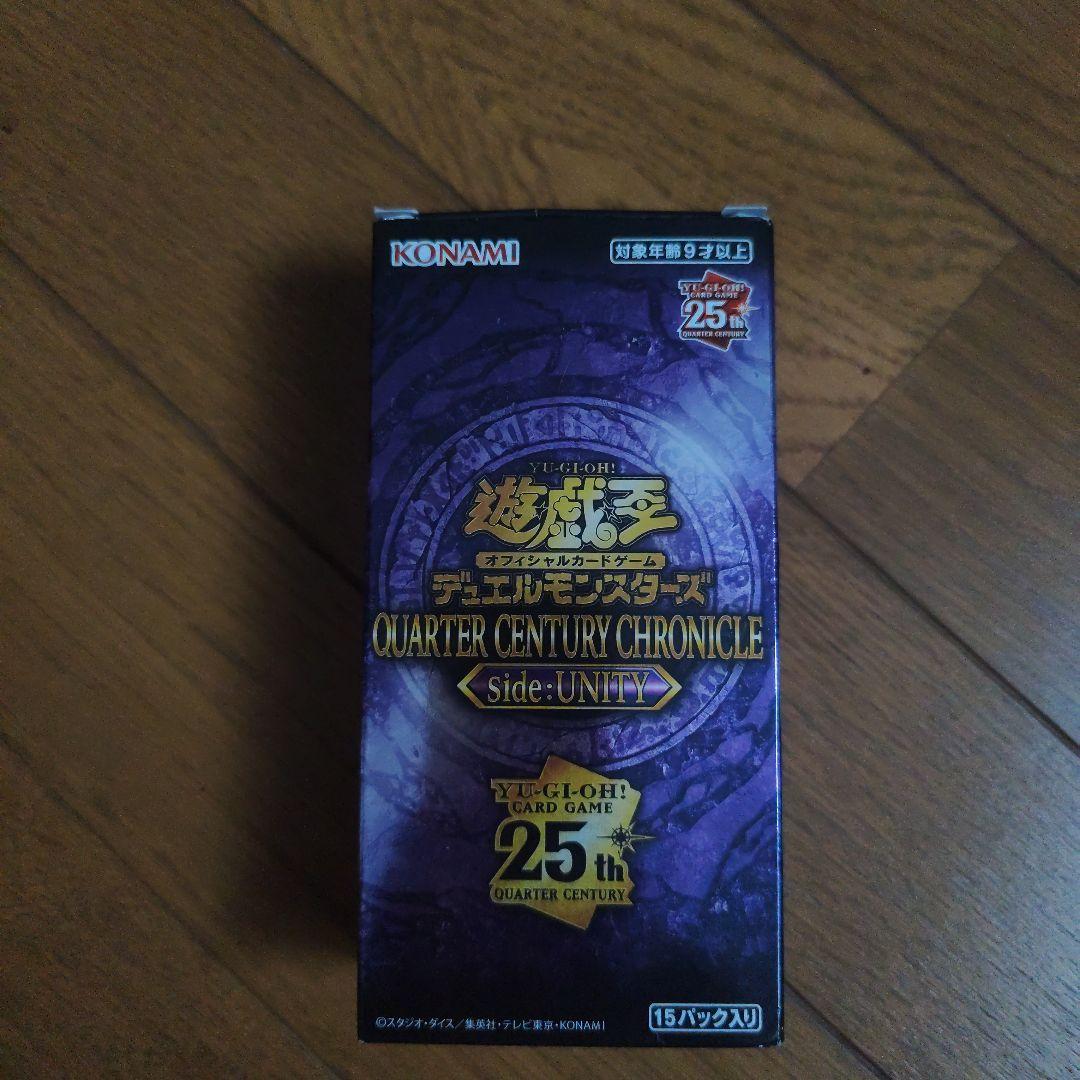 KONAMI
対象年齢9才以上
YU-GI-OH!
CARD GAME
25th
QUARTER CENTURY
YU-GI-OH!
遊戯王
オフィシャルカードゲーム
デュエルモンスターズ
QUARTER CENTURY CHRONICLE
side:UNITY
YU-GI-OH!
CARD GAME
25th
QUARTER CENTURY
©スタジオ・ダイス/集英社・テレビ東京・KONAMI
15パック入り